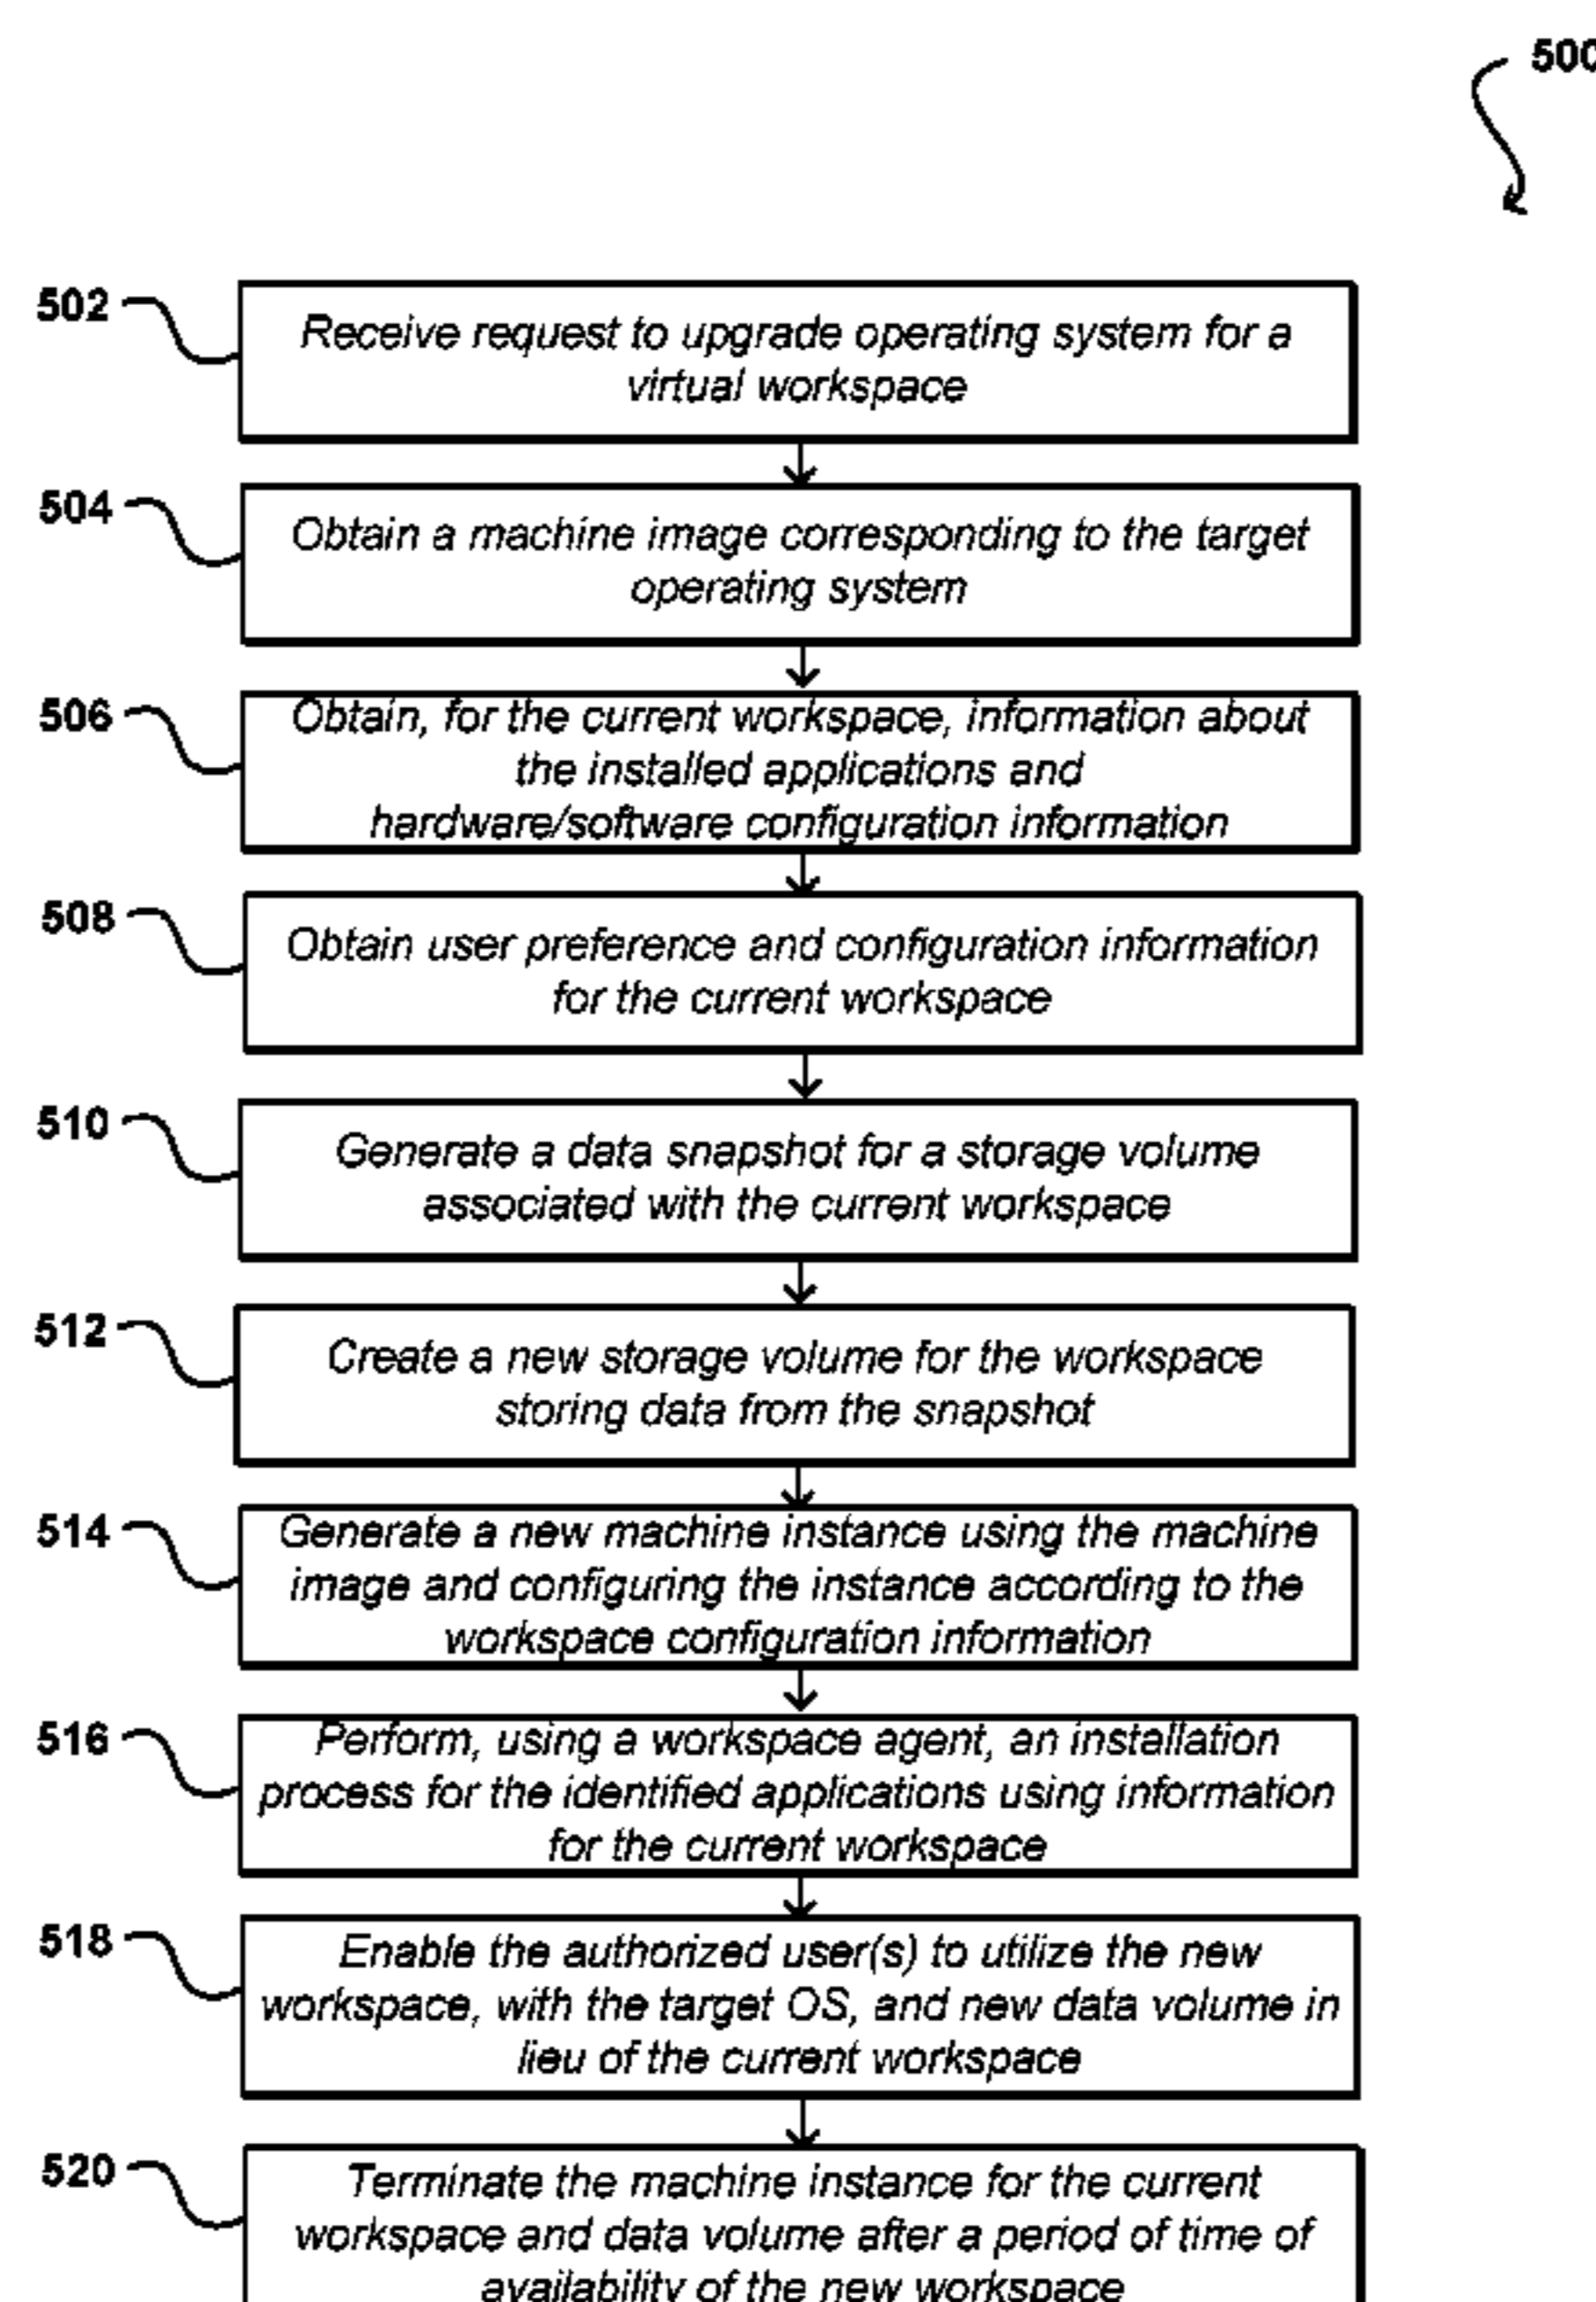 500
502
Receive request to upgrade operating system for a
virtual workspace
504
Obtain a machine image corresponding to the target
operating system
506
Obtain, for the current workspace, information about
the installed applications and
hardware/software configuration information
508
Obtain user preference and configuration information
for the current workspace
510
Generate a data snapshot for a storage volume
associated with the current workspace
512
Create a new storage volume for the workspace
storing data from the snapshot
514
Generate a new machine instance using the machine
image and configuring the instance according to the
workspace configuration information
516
Perform, using a workspace agent, an installation
process for the identified applications using information
for the current workspace
518
Enable the authorized user(s) to utilize the new
workspace, with the target OS, and new data volume in
lieu of the current workspace
520
Terminate the machine instance for the current
workspace and data volume after a period of time of
availability of the new workspace